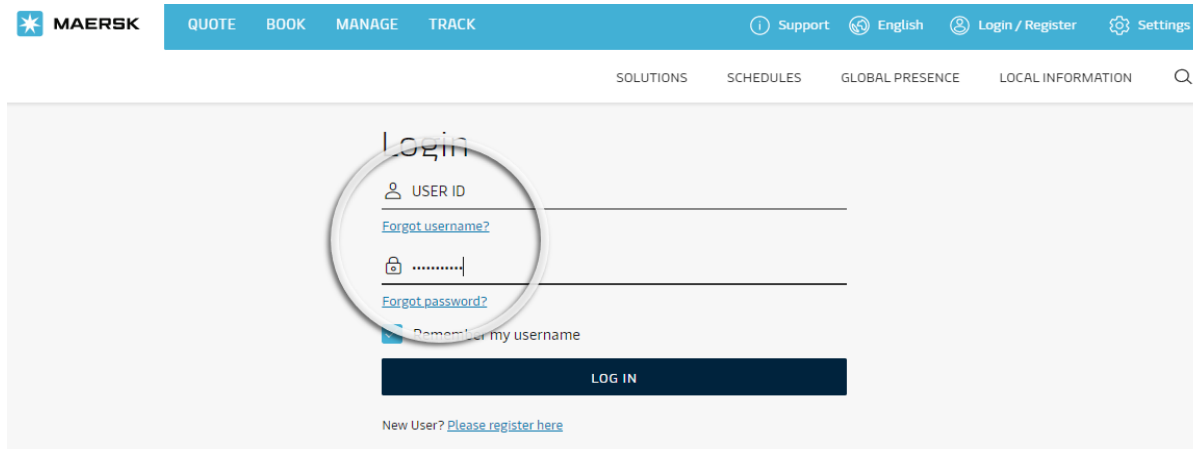 MAERSK QUOTE BOOK MANAGE TRACK Support English Login / Register Settings
SOLUTIONS SCHEDULES GLOBAL PRESENCE LOCAL INFORMATION
Login
USER ID
Forgot username?
Forgot password?
Remember my username
LOG IN
New User? Please register here